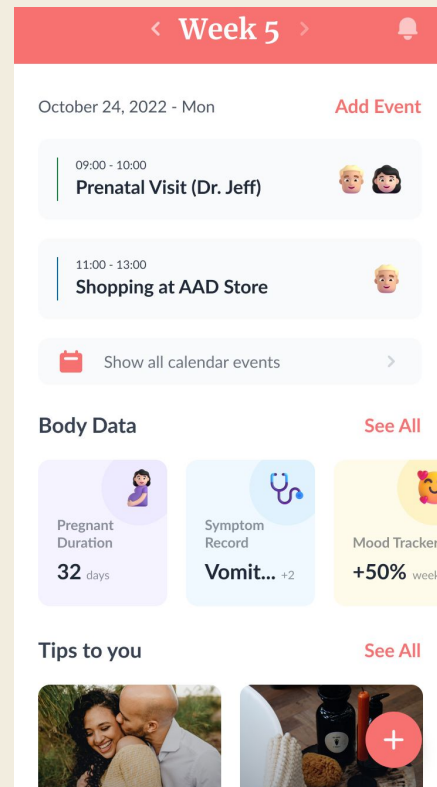 Week 5
October 24, 2022 - Mon
Add Event
09:00 - 10:00
Prenatal Visit (Dr. Jeff)
11:00 - 13:00
Shopping at AAD Store
Show all calendar events
Body Data
See All
Pregnant
Duration
32 days
Symptom
Record
Vomit... +2
Mood Tracker
+50% week
Tips to you
See All